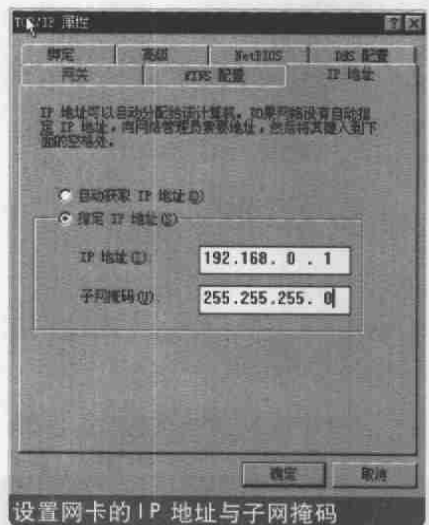 TCP/IP 属性
绑定 高级 NetBIOS DNS 配置
网关 WINS 配置 IP 地址
IP 地址可以自动分配给该计算机。如果网络没有自动指
定 IP 地址，向网络管理员索要地址，然后将其键入到下
面的空格处。
自动获取 IP 地址(O)
指定 IP 地址(S)
IP 地址(I):
192.168. 0 . 1
子网掩码(U):
255.255.255. 0
确定 取消
设置网卡的IP 地址与子网掩码